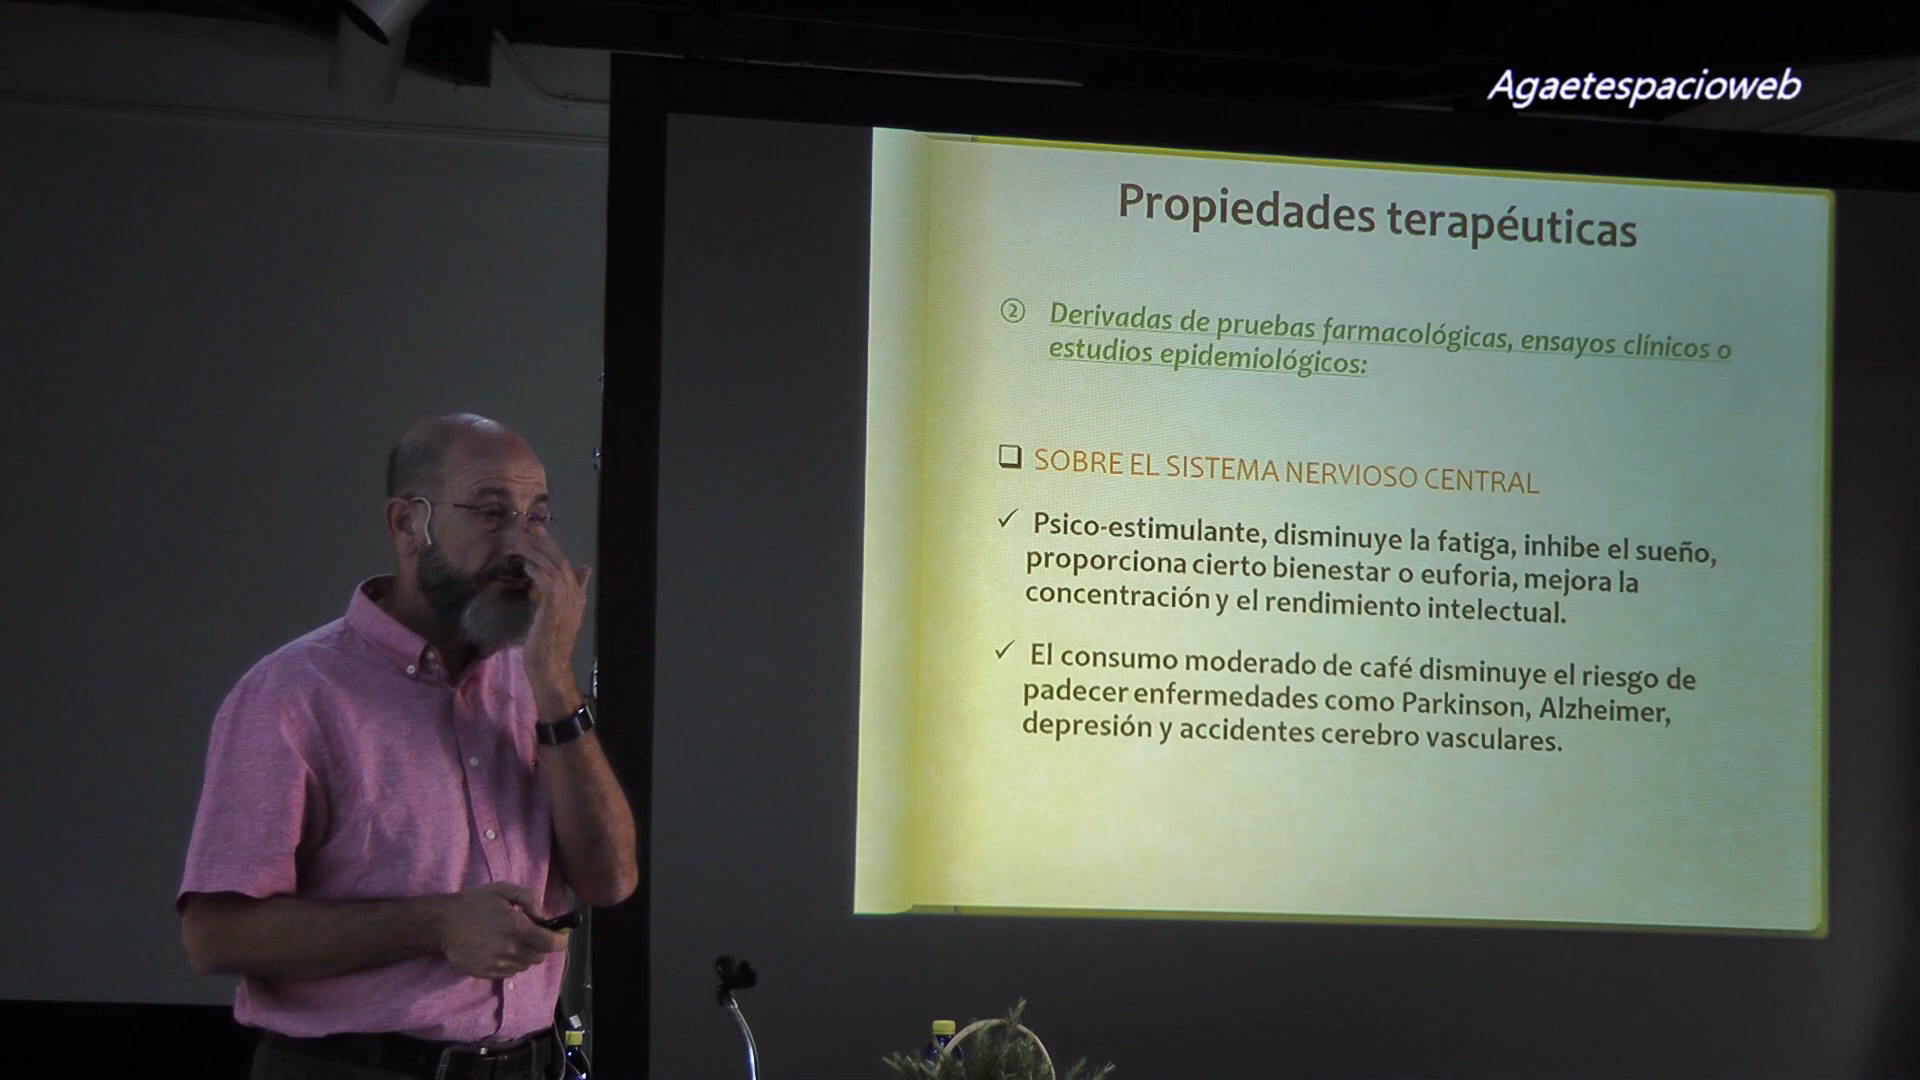 Agaetespacioweb
Propiedades terapéuticas
② Derivadas de pruebas farmacológicas, ensayos clínicos o
estudios epidemiológicos:
❑ SOBRE EL SISTEMA NERVIOSO CENTRAL
✓ Psico-estimulante, disminuye la fatiga, inhibe el sueño,
proporciona cierto bienestar o euforia, mejora la
concentración y el rendimiento intelectual.
✓ El consumo moderado de café disminuye el riesgo de
padecer enfermedades como Parkinson, Alzheimer,
depresión y accidentes cerebro vasculares.